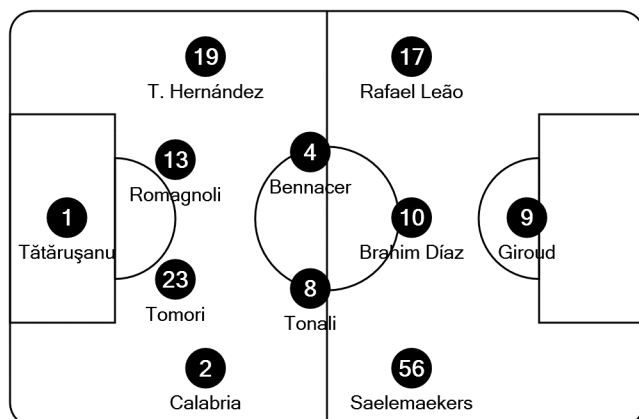 19
T. Hernández
17
Rafael Leão
13
Romagnoli
4
Bennacer
1
Tătărușanu
10
Brahim Díaz
9
Giroud
23
Tomori
8
Tonali
2
Calabria
56
Saelemaekers